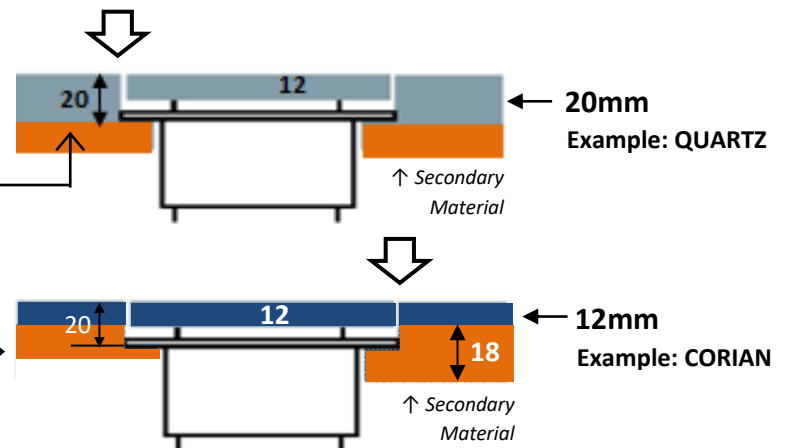 20
12
20mm
Example: QUARTZ
↑ Secondary
Material
20
12
12mm
18
Example: CORIAN
↑ Secondary
Material